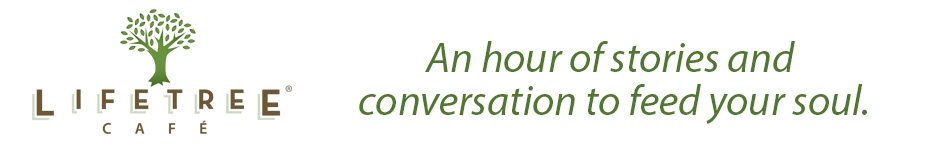 LIFETREE®
CAFÉ
An hour of stories and
conversation to feed your soul.